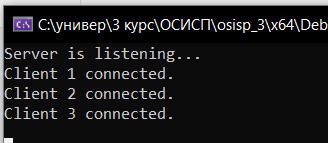 C:\универ\3 курс\ОСИСП\osisp_3\x64\Deb
Server is listening...
Client 1 connected.
Client 2 connected.
Client 3 connected.